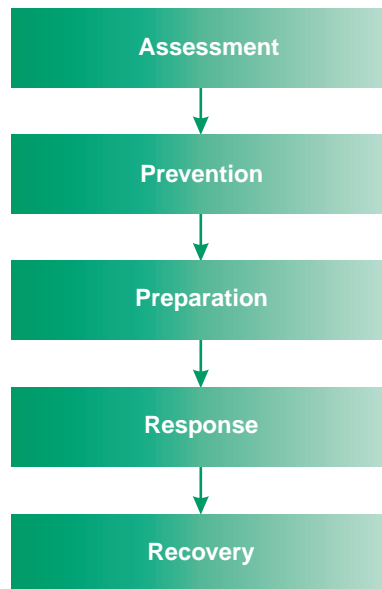 Assessment
Prevention
Preparation
Response
Recovery